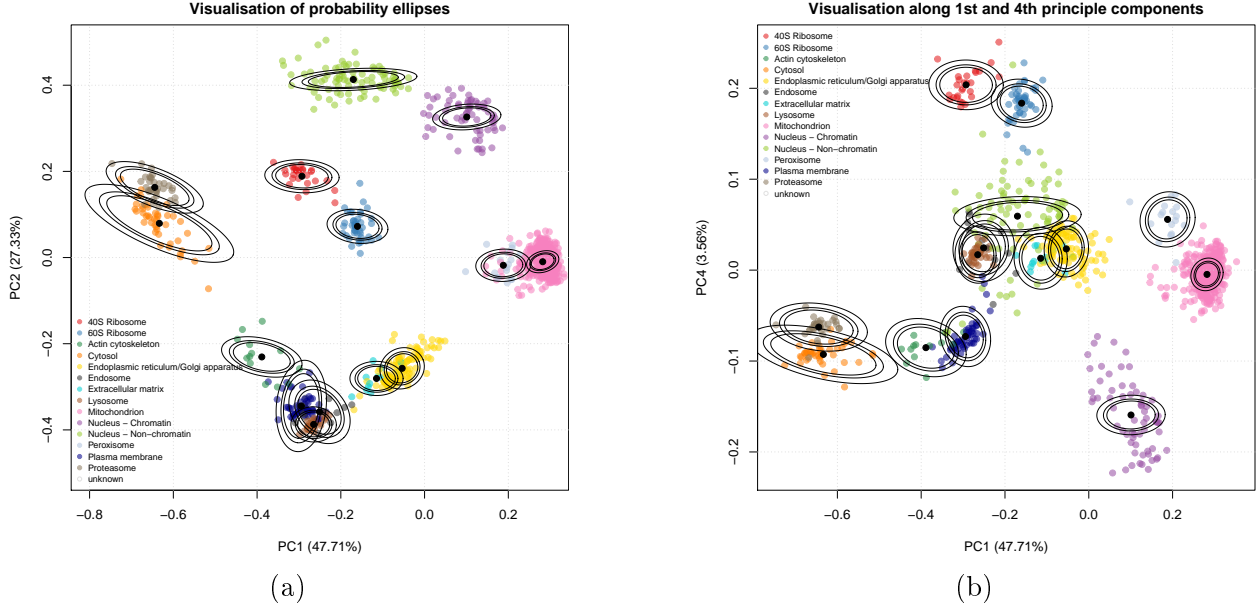 Visualisation of probability ellipses
PC2 (27.33%)
0.4
0.2
0.0
−0.2
−0.4
40S Ribosome
60S Ribosome
Actin cytoskeleton
Cytosol
Endoplasmic reticulum/Golgi apparatus
Endosome
Extracellular matrix
Lysosome
Mitochondrion
Nucleus − Chromatin
Nucleus − Non−chromatin
Peroxisome
Plasma membrane
Proteasome
unknown
−0.8 −0.6 −0.4 −0.2 0.0 0.2
PC1 (47.71%)
(a)
Visualisation along 1st and 4th principle components
PC4 (3.56%)
0.2
0.1
0.0
−0.1
−0.2
40S Ribosome
60S Ribosome
Actin cytoskeleton
Cytosol
Endoplasmic reticulum/Golgi apparatus
Endosome
Extracellular matrix
Lysosome
Mitochondrion
Nucleus − Chromatin
Nucleus − Non−chromatin
Peroxisome
Plasma membrane
Proteasome
unknown
−0.6 −0.4 −0.2 0.0 0.2
PC1 (47.71%)
(b)